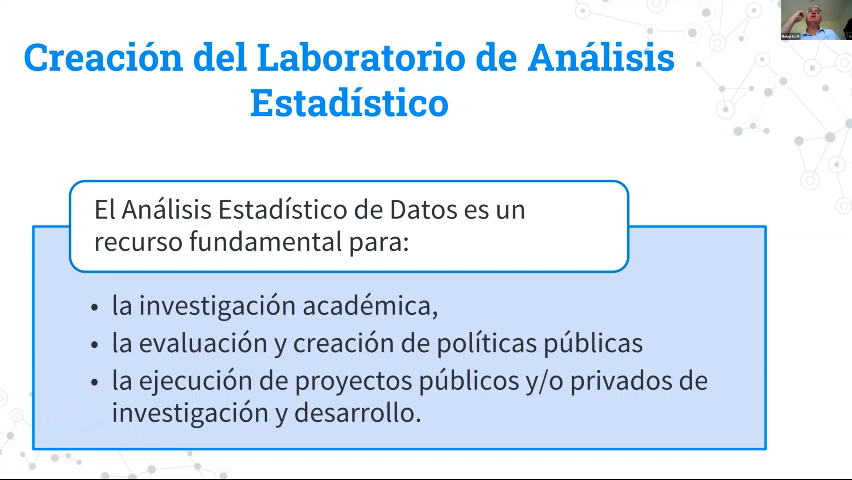 Creación del Laboratorio de Análisis
Estadístico
El Análisis Estadístico de Datos es un
recurso fundamental para:
• la investigación académica,
• la evaluación y creación de políticas públicas
• la ejecución de proyectos públicos y/o privados de
investigación y desarrollo.